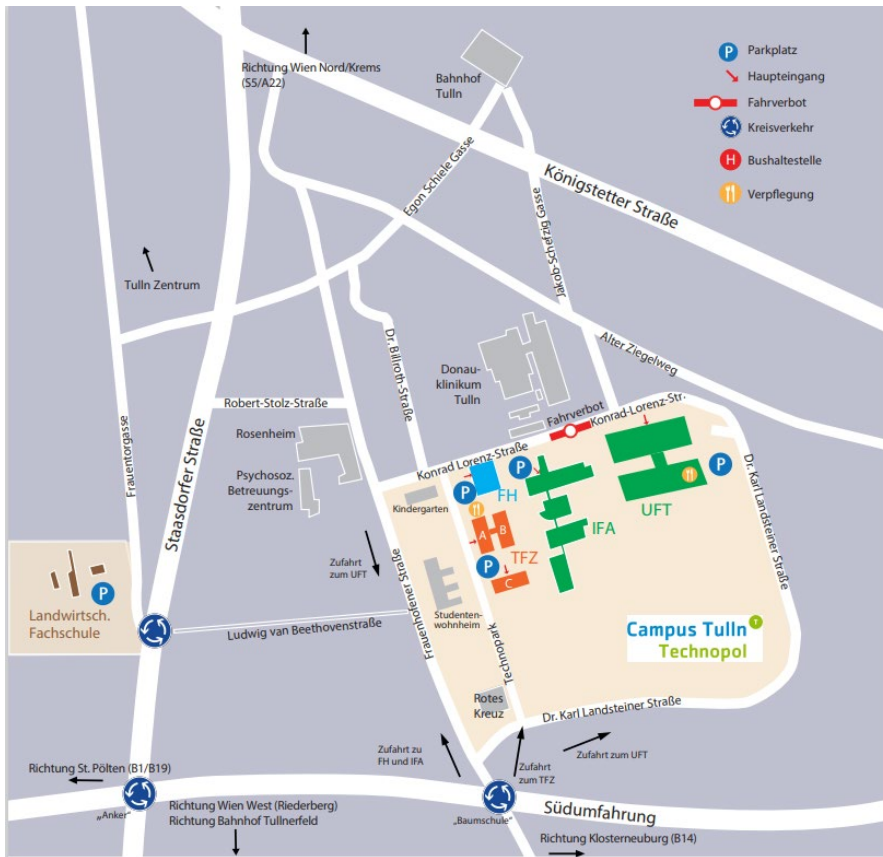 Richtung Wien Nord/Krems
(S5/A22)
Bahnhof
Tulln
P Parkplatz
Haupteingang
Fahrverbot
Kreisverkehr
H Bushaltestelle
Verpflegung
Egon Schiele Gasse
Königstetter Straße
Jakob-Schefzig Gasse
Tulln Zentrum
Alter Ziegelweg
Dr. Billroth-Straße
Donau-
klinikum
Tulln
Robert-Stolz-Straße
Fahrverbot
Konrad-Lorenz-Str.
Rosenheim
Frauentorgasse
Staasdorfer Straße
Konrad Lorenz-Straße
Psychosoz.
Betreuungs-
zentrum
P
P
P
FH
Kindergarten
UFT
IFA
A
B
TFZ
P
C
Dr. Karl Landsteiner Straße
Zufahrt
zum UFT
P
Landwirtsch.
Fachschule
Studenten-
wohnheim
Ludwig van Beethovenstraße
Frauenhofener Straße
Technopark
Campus Tulln T
Technopol
Rotes
Kreuz
Dr. Karl Landsteiner Straße
Zufahrt zu
FH und IFA
Zufahrt zum UFT
Zufahrt
zum TFZ
Richtung St. Pölten (B1/B19)
„Anker“
Richtung Wien West (Riederberg)
Richtung Bahnhof Tullnerfeld
„Baumschule“
Südumfahrung
Richtung Klosterneuburg (B14)